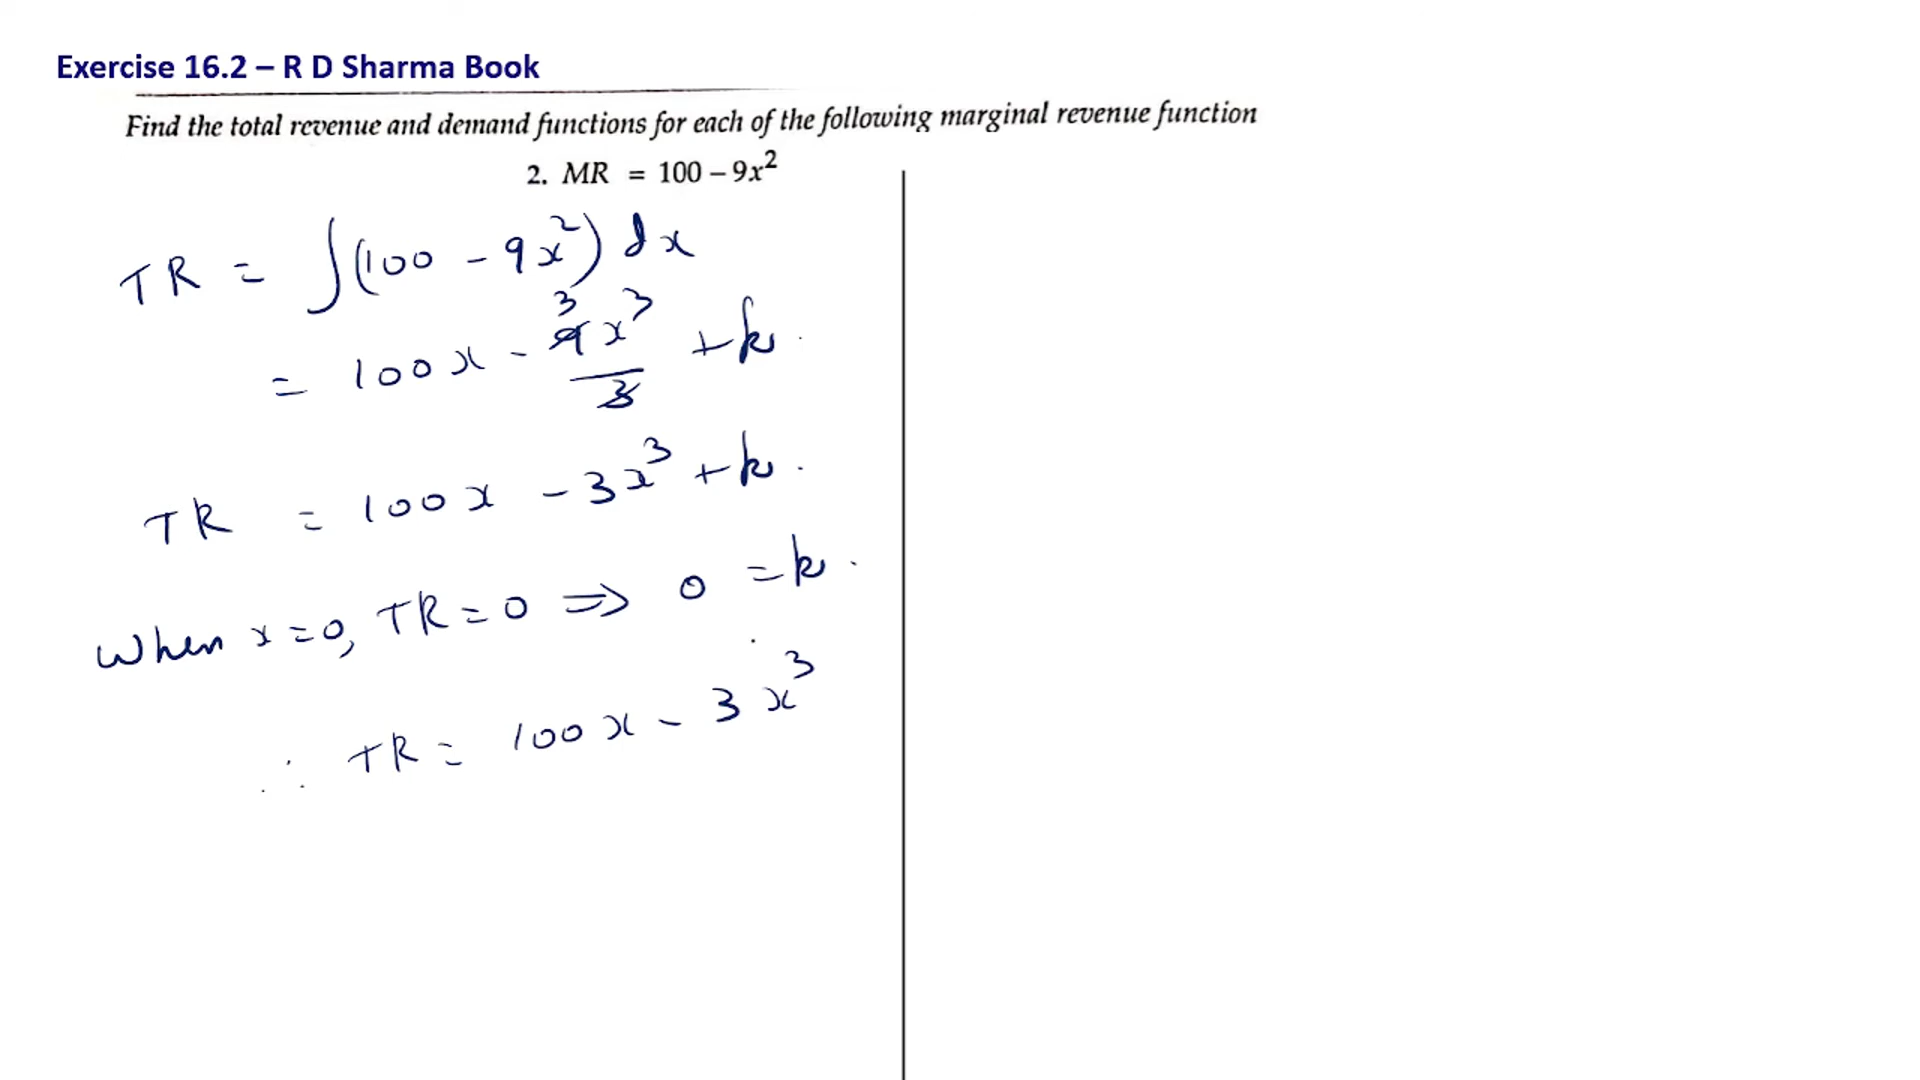 Exercise 16.2 – R D Sharma Book
Find the total revenue and demand functions for each of the following marginal revenue function
2. MR = 100 – 9x²
TR = ∫(100 - 9x²) dx
= 100x - 9x³/3 + k. 3
TR = 100x - 3x³ + k.
When x=0, TR=0 ⇒ 0 = k.
∴ TR = 100x - 3x³